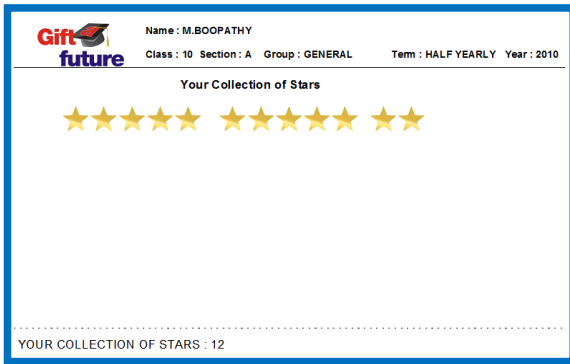 Gift
future
Name : M.BOOPATHY
Class : 10 Section : A Group : GENERAL Term : HALF YEARLY Year : 2010
Your Collection of Stars
YOUR COLLECTION OF STARS : 12